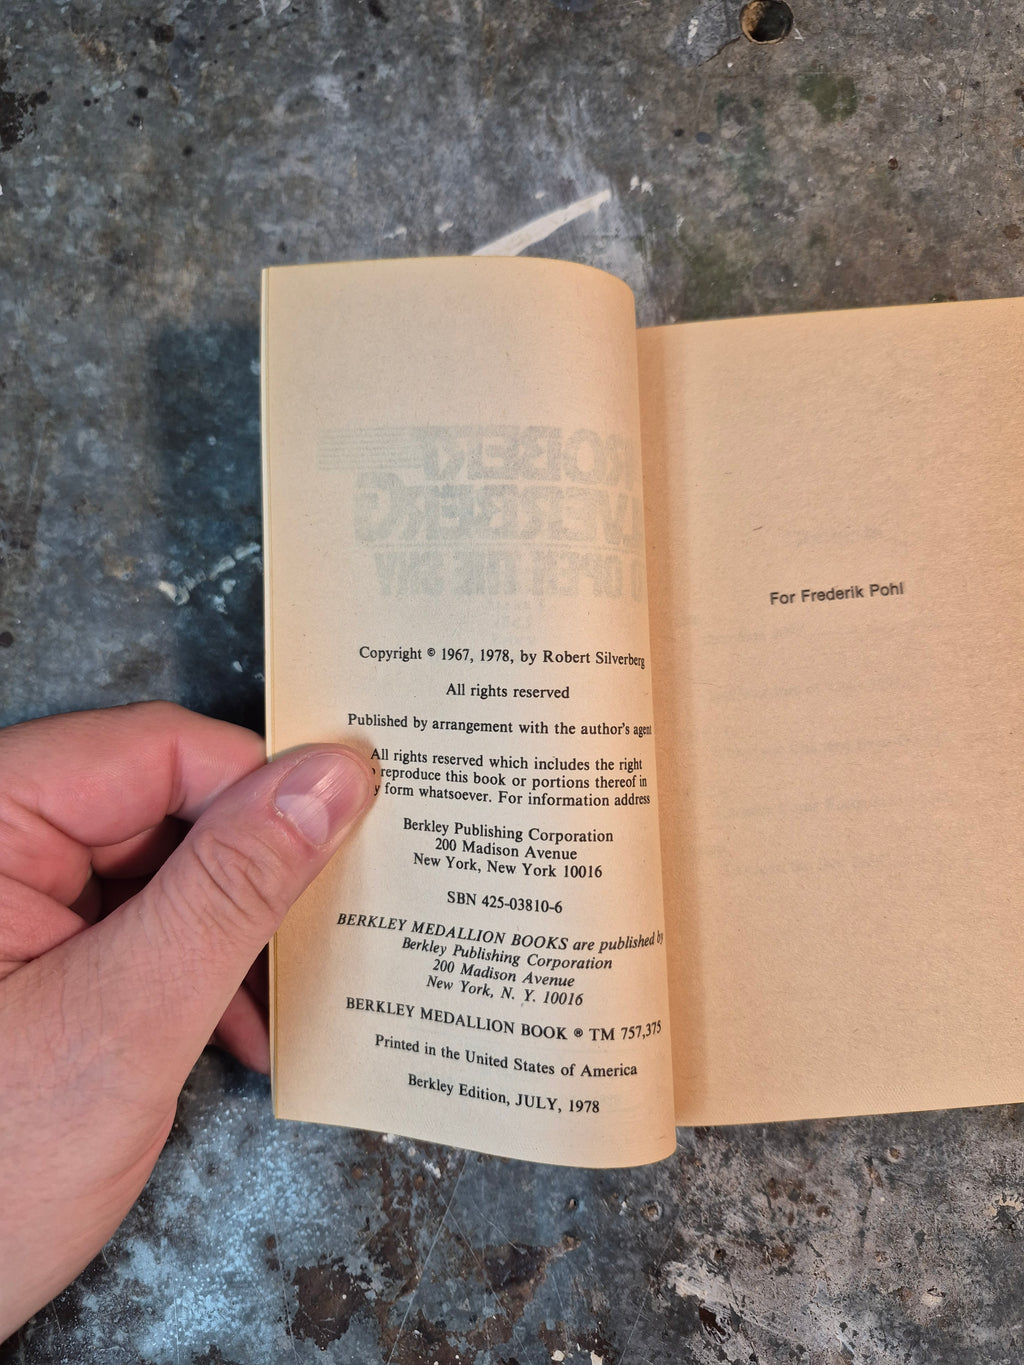 Copyright © 1967, 1978, by Robert Silverberg
All rights reserved
Published by arrangement with the author's agent
All rights reserved which includes the right
reproduce this book or portions thereof in
form whatsoever. For information address
Berkley Publishing Corporation
200 Madison Avenue
New York, New York 10016
SBN 425-03810-6
BERKLEY MEDALLION BOOKS are published by
Berkley Publishing Corporation
200 Madison Avenue
New York, N. Y. 10016
BERKLEY MEDALLION BOOK ® TM 757,375
Printed in the United States of America
Berkley Edition, JULY, 1978
For Frederik Pohl